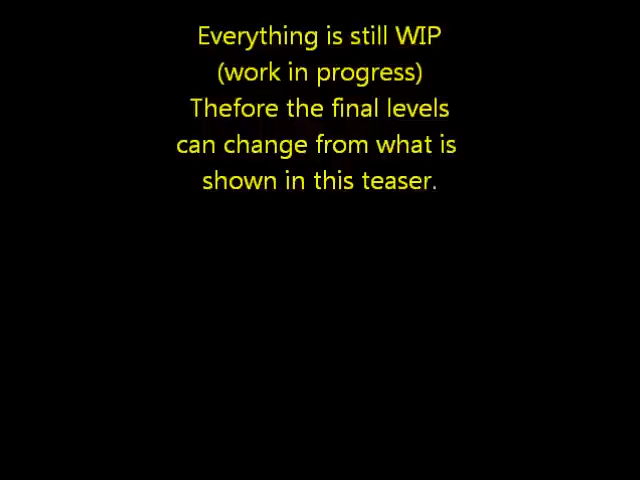 Everything is still WIP
(work in progress)
Thefore the final levels
can change from what is
shown in this teaser.